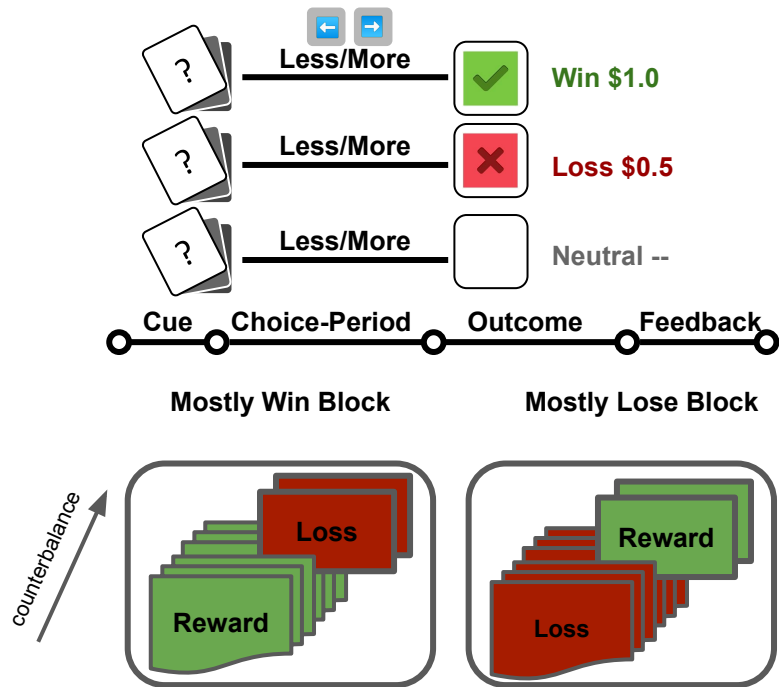 Less/More
?
Win $1.0
Less/More
?
Loss $0.5
Less/More
?
Neutral --
Cue Choice-Period Outcome Feedback
Mostly Win Block Mostly Lose Block
counterbalance
Loss
Reward
Reward
Loss